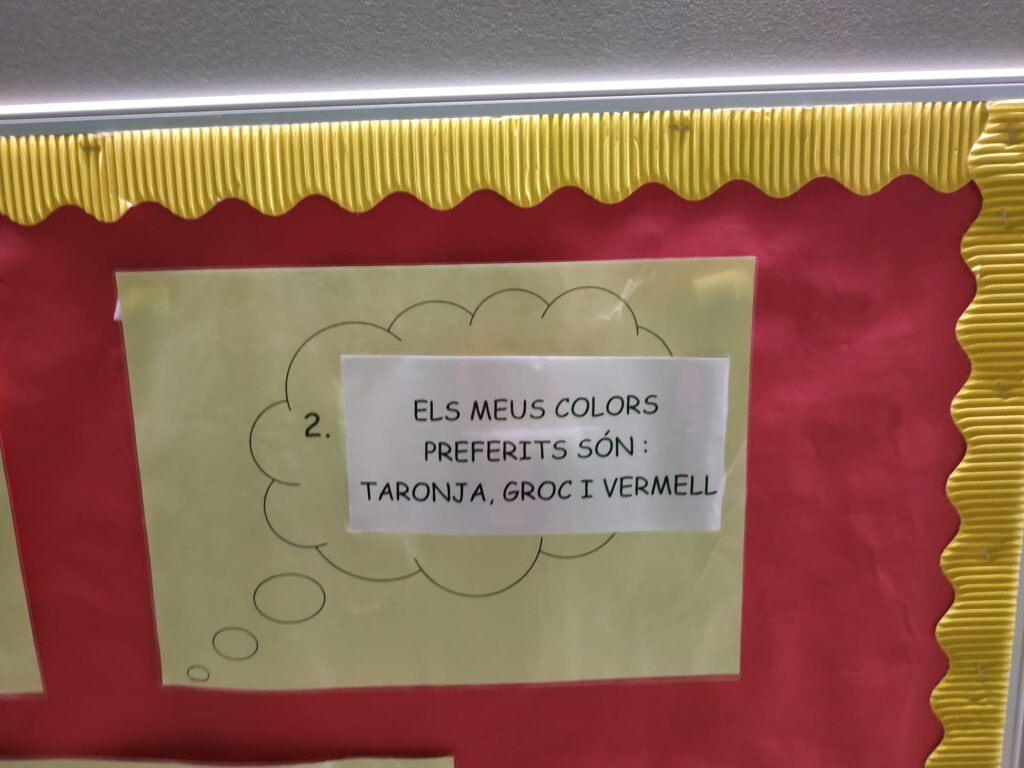 2.
ELS MEUS COLORS
PREFERITS SÓN :
TARONJA, GROC I VERMELL